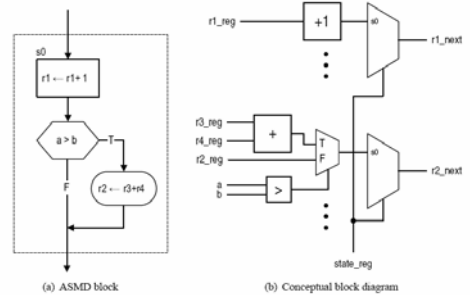 s0
r1 ← r1+ 1
a > b
T
F
r2 ← r3+r4
(a) ASMD block
r1_reg
+1
s0
r1_next
r3_reg
r4_reg
+
r2_reg
T
F
s0
r2_next
a
b
>
state_reg
(b) Conceptual block diagram